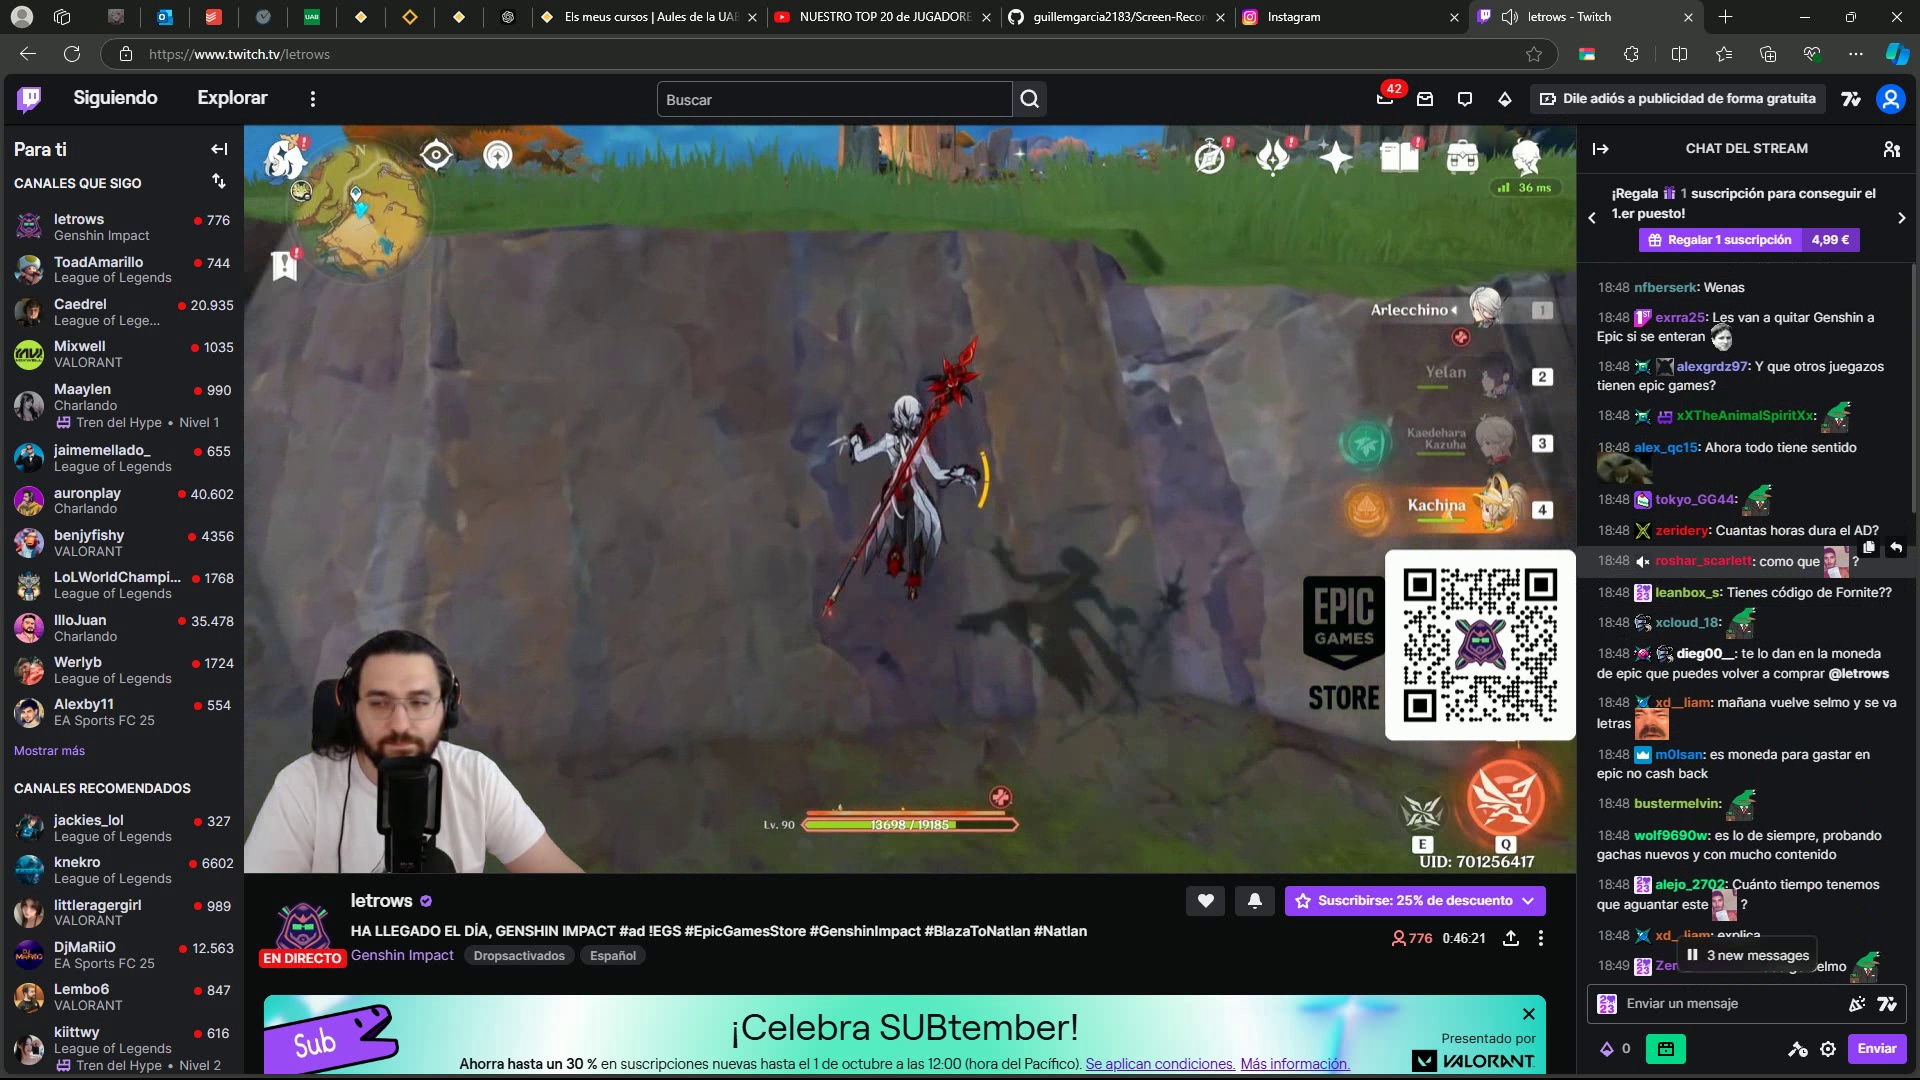 Els meus cursos | Aules de la UAB
NUESTRO TOP 20 de JUGADORE
guillemgarcia2183/Screen-Recor
Instagram
letrows - Twitch
https://www.twitch.tv/letrows
Siguiendo
Explorar
Buscar
42
Dile adiós a publicidad de forma gratuita
Para ti
CANALES QUE SIGO
letrows
776
Genshin Impact
ToadAmarillo
744
League of Legends
Caedrel
20.935
League of Lege...
Mixwell
1035
VALORANT
Maaylen
990
Charlando
Tren del Hype • Nivel 1
jaimemellado_
655
League of Legends
auronplay
40.602
Charlando
benjyfishy
4356
VALORANT
LoLWorldChampi...
1768
League of Legends
IlloJuan
35.478
Charlando
Werlyb
1724
League of Legends
Alexby11
554
EA Sports FC 25
Mostrar más
CANALES RECOMENDADOS
jackies_lol
327
League of Legends
knekro
6602
League of Legends
littleragergirl
989
VALORANT
DjMaRiiO
12.563
EA Sports FC 25
Lembo6
847
VALORANT
kiittwy
616
League of Legends
Tren del Hype • Nivel 2
N
36 ms
Arlecchino
1
Yelan
2
Kaedehara
Kazuha
3
Kachina
4
EPIC
GAMES
STORE
Lv. 90
13698 / 19185
E
Q
UID: 701256417
letrows
Suscribirse: 25% de descuento
HA LLEGADO EL DÍA, GENSHIN IMPACT #ad !EGS #EpicGamesStore #GenshinImpact #BlazaToNatlan #Natlan
EN DIRECTO
Genshin Impact
Dropsactivados
Español
776
0:46:21
Sub
¡Celebra SUBtember!
Ahorra hasta un 30 % en suscripciones nuevas hasta el 1 de octubre a las 12:00 (hora del Pacífico). Se aplican condiciones. Más información.
Presentado por
VALORANT
CHAT DEL STREAM
¡Regala 1 suscripción para conseguir el
1.er puesto!
Regalar 1 suscripción
4,99 €
18:48 nfberserk: Wenas
18:48 1ST exrra25: Les van a quitar Genshin a
Epic si se enteran
18:48 alexgrdz97: Y que otros juegazos
tienen epic games?
18:48 xXTheAnimalSpiritXx:
18:48 alex_qc15: Ahora todo tiene sentido
18:48 tokyo_GG44:
18:48 zeridery: Cuantas horas dura el AD?
18:48 roshar_scarlett: como que ?
18:48 leanbox_s: Tienes código de Fornite??
18:48 xcloud_18:
18:48 dieg00__: te lo dan en la moneda
de epic que puedes volver a comprar @letrows
18:48 xd__liam: mañana vuelve selmo y se va
letras
18:48 m0lsan: es moneda para gastar en
epic no cash back
18:48 bustermelvin:
18:48 wolf9690w: es lo de siempre, probando
gachas nuevos y con mucho contenido
18:48 alejo_2702: Cuánto tiempo tenemos
que aguantar este ?
18:48 xd__liam: explica
3 new messages
18:49 Zer
elmo
Enviar un mensaje
0
Enviar